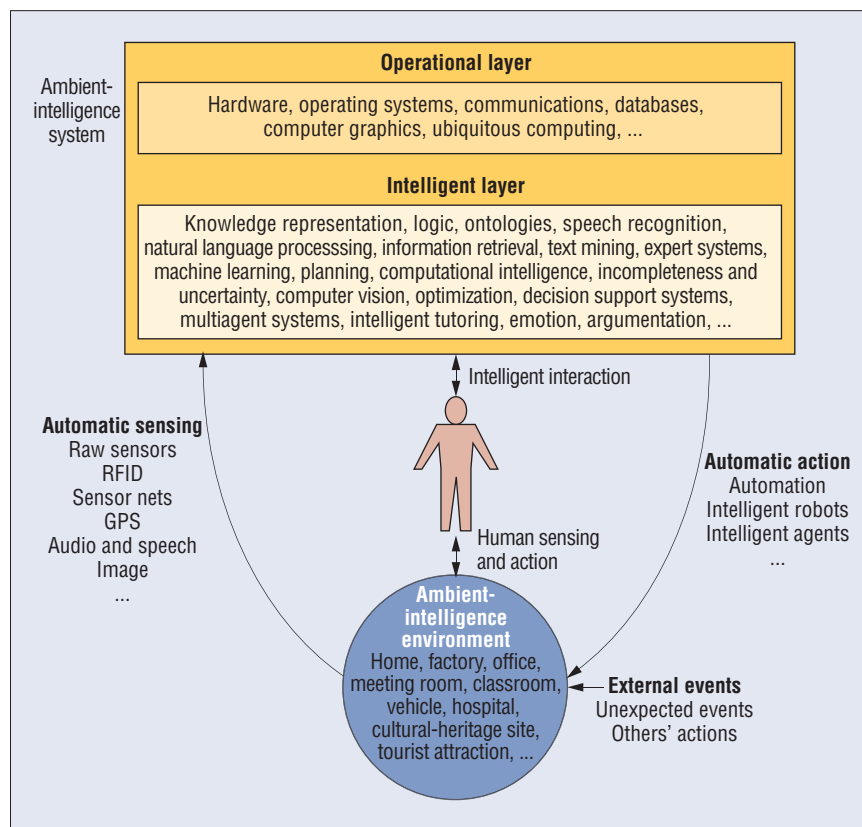 Ambient-
intelligence
system
Operational layer
Hardware, operating systems, communications, databases,
computer graphics, ubiquitous computing, ...
Intelligent layer
Knowledge representation, logic, ontologies, speech recognition,
natural language processsing, information retrieval, text mining, expert systems,
machine learning, planning, computational intelligence, incompleteness and
uncertainty, computer vision, optimization, decision support systems,
multiagent systems, intelligent tutoring, emotion, argumentation, ...
Intelligent interaction
Automatic sensing
Raw sensors
RFID
Sensor nets
GPS
Audio and speech
Image
...
Automatic action
Automation
Intelligent robots
Intelligent agents
...
Human sensing
and action
Ambient-
intelligence
environment
Home, factory, office,
meeting room, classroom,
vehicle, hospital,
cultural-heritage site,
tourist attraction, ...
External events
Unexpected events
Others' actions